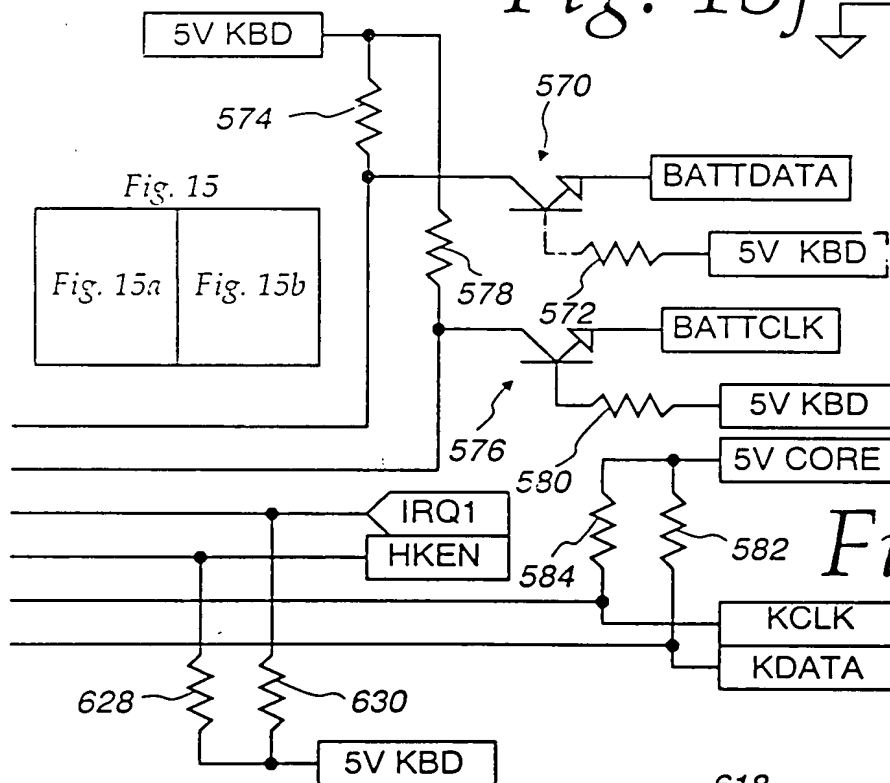 Fig. 15j
5V KBD
574
570
BATTDATA
Fig. 15
Fig. 15a
Fig. 15b
5V KBD
572
578
BATTCLK
5V KBD
576
580
5V CORE
IRQ1
HKEN
584
582
KCLK
KDATA
628
630
5V KBD